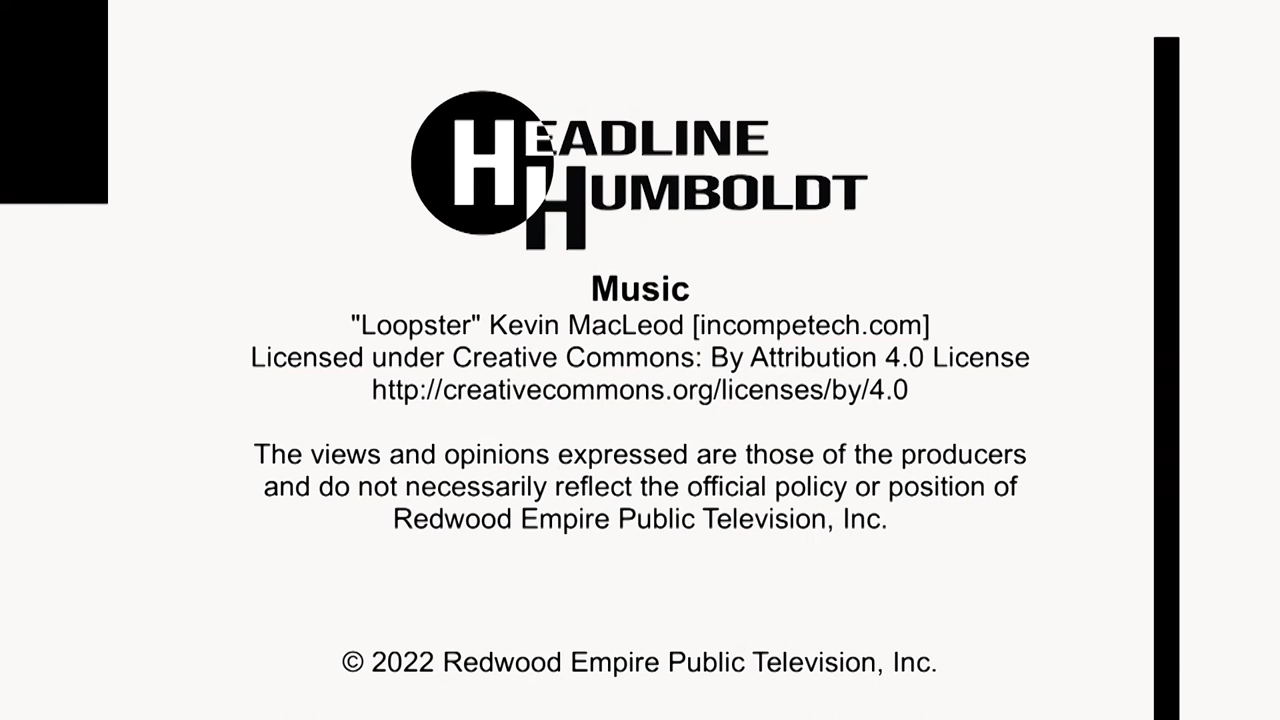 HEADLINE
HUMBOLDT
Music
"Loopster" Kevin MacLeod [incompetech.com]
Licensed under Creative Commons: By Attribution 4.0 License
http://creativecommons.org/licenses/by/4.0
The views and opinions expressed are those of the producers
and do not necessarily reflect the official policy or position of
Redwood Empire Public Television, Inc.
© 2022 Redwood Empire Public Television, Inc.